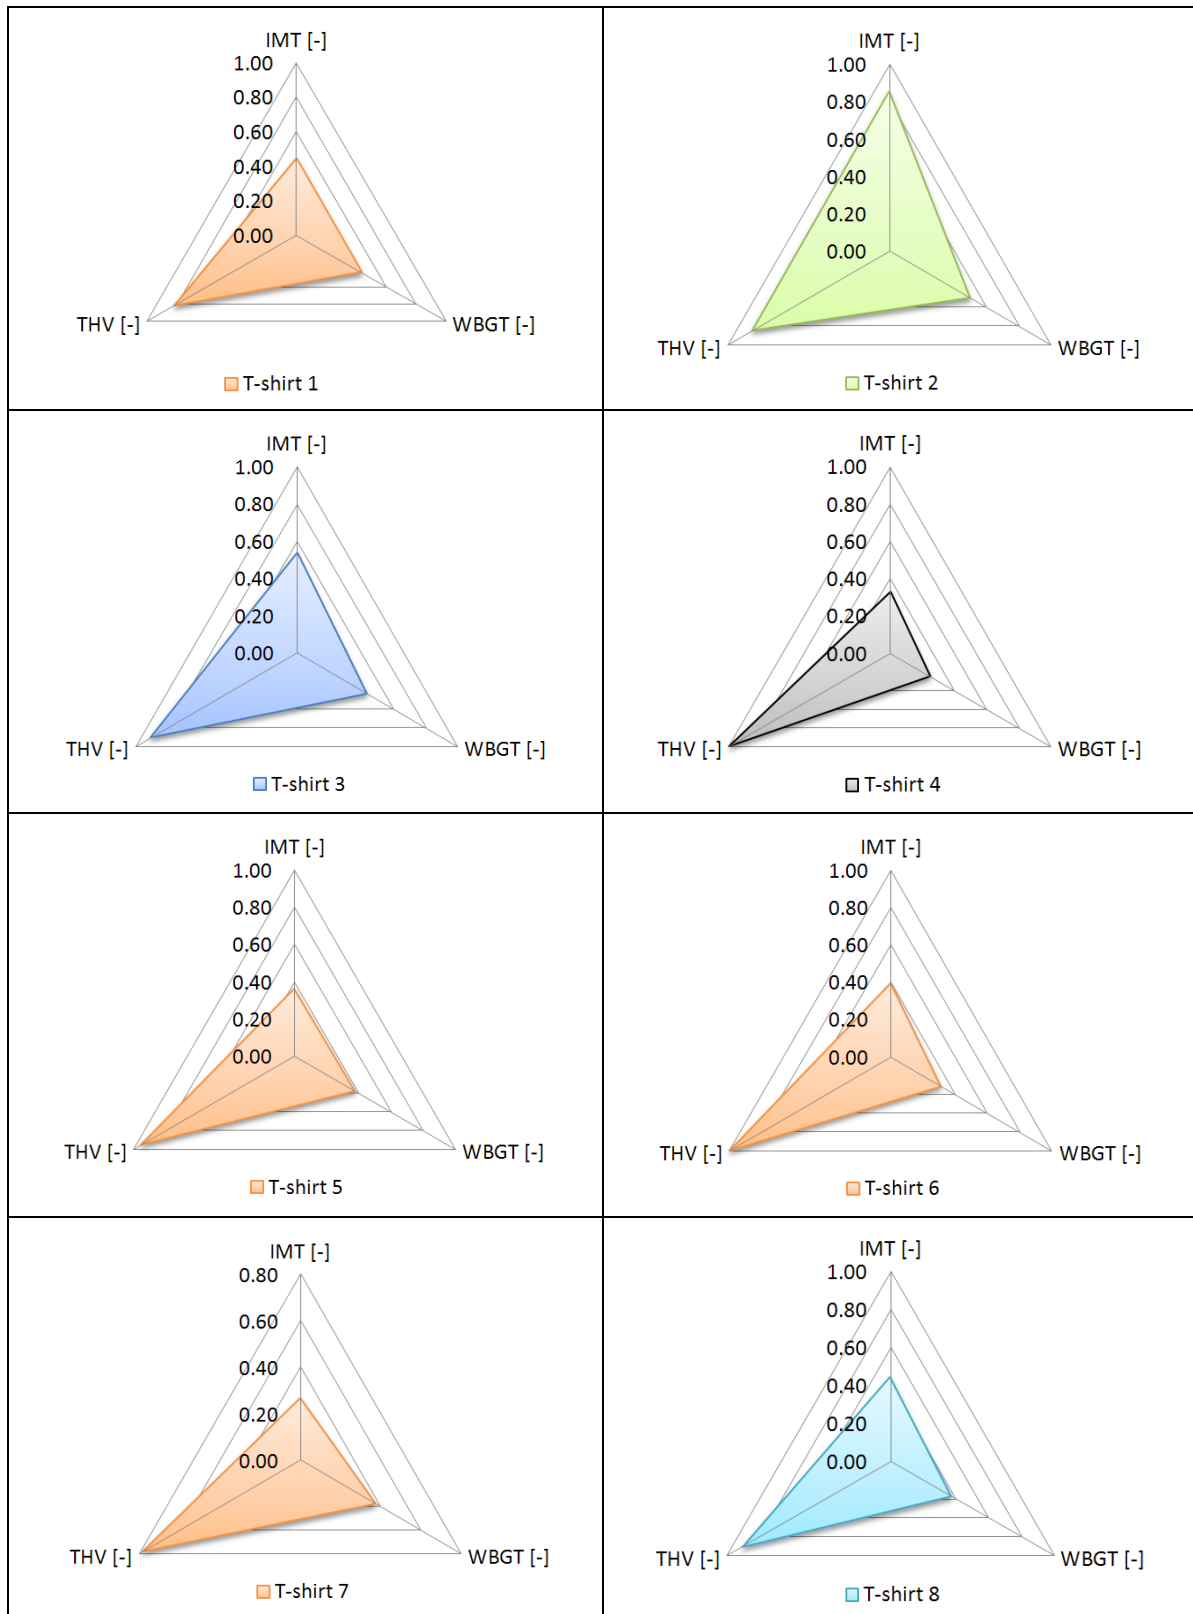 IMT [-]
1.00
0.80
0.60
0.40
0.20
0.00
THV [-]
WBGT [-]
T-shirt 1
IMT [-]
1.00
0.80
0.60
0.40
0.20
0.00
THV [-]
WBGT [-]
T-shirt 2
IMT [-]
1.00
0.80
0.60
0.40
0.20
0.00
THV [-]
WBGT [-]
T-shirt 3
IMT [-]
1.00
0.80
0.60
0.40
0.20
0.00
THV [-]
WBGT [-]
T-shirt 4
IMT [-]
1.00
0.80
0.60
0.40
0.20
0.00
THV [-]
WBGT [-]
T-shirt 5
IMT [-]
1.00
0.80
0.60
0.40
0.20
0.00
THV [-]
WBGT [-]
T-shirt 6
IMT [-]
0.80
0.60
0.40
0.20
0.00
THV [-]
WBGT [-]
T-shirt 7
IMT [-]
1.00
0.80
0.60
0.40
0.20
0.00
THV [-]
WBGT [-]
T-shirt 8